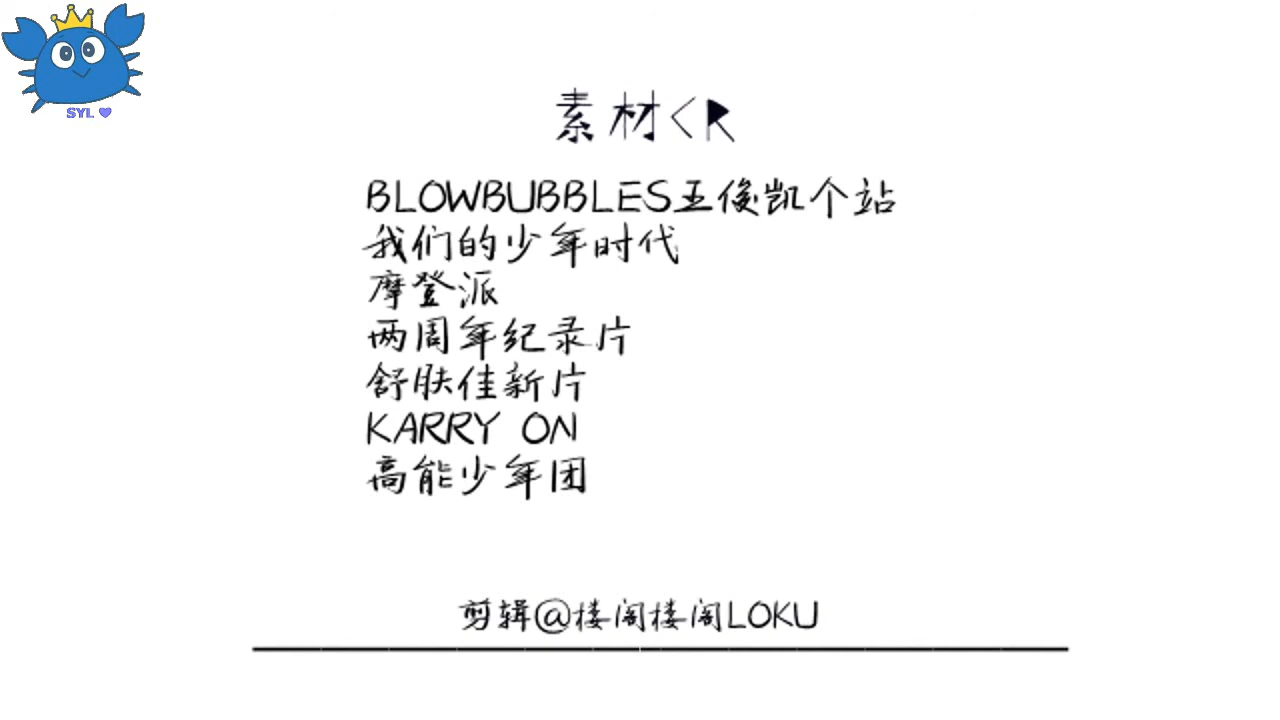 SYL
素材CR
BLOWBUBBLES王俊凯个站
我们的少年时代
摩登派
两周年纪录片
舒肤佳新片
KARRY ON
高能少年团
剪辑@楼阁楼阁LOKU